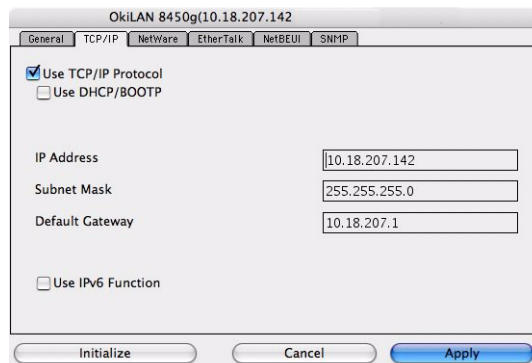 OkiLAN 8450g(10.18.207.142
General TCP/IP NetWare EtherTalk NetBEUI SNMP
Use TCP/IP Protocol
Use DHCP/BOOTP
IP Address 10.18.207.142
Subnet Mask 255.255.255.0
Default Gateway 10.18.207.1
Use IPv6 Function
Initialize Cancel Apply